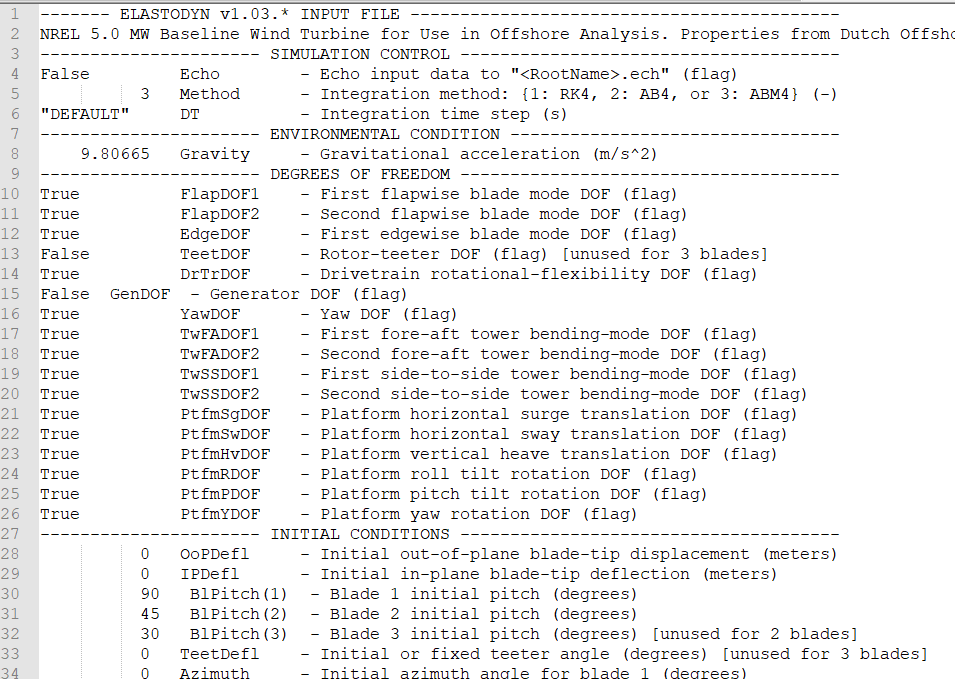 1 ------- ELASTODYN v1.03.* INPUT FILE -------------------------------------------
2 NREL 5.0 MW Baseline Wind Turbine for Use in Offshore Analysis. Properties from Dutch Offsho
3 ---------------------- SIMULATION CONTROL --------------------------------------
4 False         Echo        - Echo input data to "<RootName>.ech" (flag)
5           3   Method      - Integration method: {1: RK4, 2: AB4, or 3: ABM4} (-)
6 "DEFAULT"     DT          - Integration time step (s)
7 ---------------------- ENVIRONMENTAL CONDITION ---------------------------------
8     9.80665   Gravity     - Gravitational acceleration (m/s^2)
9 ---------------------- DEGREES OF FREEDOM --------------------------------------
10 True          FlapDOF1    - First flapwise blade mode DOF (flag)
11 True          FlapDOF2    - Second flapwise blade mode DOF (flag)
12 True          EdgeDOF     - First edgewise blade mode DOF (flag)
13 False         TeetDOF     - Rotor-teeter DOF (flag) [unused for 3 blades]
14 True          DrTrDOF     - Drivetrain rotational-flexibility DOF (flag)
15 False  GenDOF  - Generator DOF (flag)
16 True          YawDOF      - Yaw DOF (flag)
17 True          TwFADOF1    - First fore-aft tower bending-mode DOF (flag)
18 True          TwFADOF2    - Second fore-aft tower bending-mode DOF (flag)
19 True          TwSSDOF1    - First side-to-side tower bending-mode DOF (flag)
20 True          TwSSDOF2    - Second side-to-side tower bending-mode DOF (flag)
21 True          PtfmSgDOF   - Platform horizontal surge translation DOF (flag)
22 True          PtfmSwDOF   - Platform horizontal sway translation DOF (flag)
23 True          PtfmHvDOF   - Platform vertical heave translation DOF (flag)
24 True          PtfmRDOF    - Platform roll tilt rotation DOF (flag)
25 True          PtfmPDOF    - Platform pitch tilt rotation DOF (flag)
26 True          PtfmYDOF    - Platform yaw rotation DOF (flag)
27 ---------------------- INITIAL CONDITIONS --------------------------------------
28           0   OoPDefl     - Initial out-of-plane blade-tip displacement (meters)
29           0   IPDefl      - Initial in-plane blade-tip deflection (meters)
30           90   BlPitch(1)  - Blade 1 initial pitch (degrees)
31           45   BlPitch(2)  - Blade 2 initial pitch (degrees)
32           30   BlPitch(3)  - Blade 3 initial pitch (degrees) [unused for 2 blades]
33           0   TeetDefl    - Initial or fixed teeter angle (degrees) [unused for 3 blades]
34           0   Azimuth     - Initial azimuth angle for blade 1 (degrees)